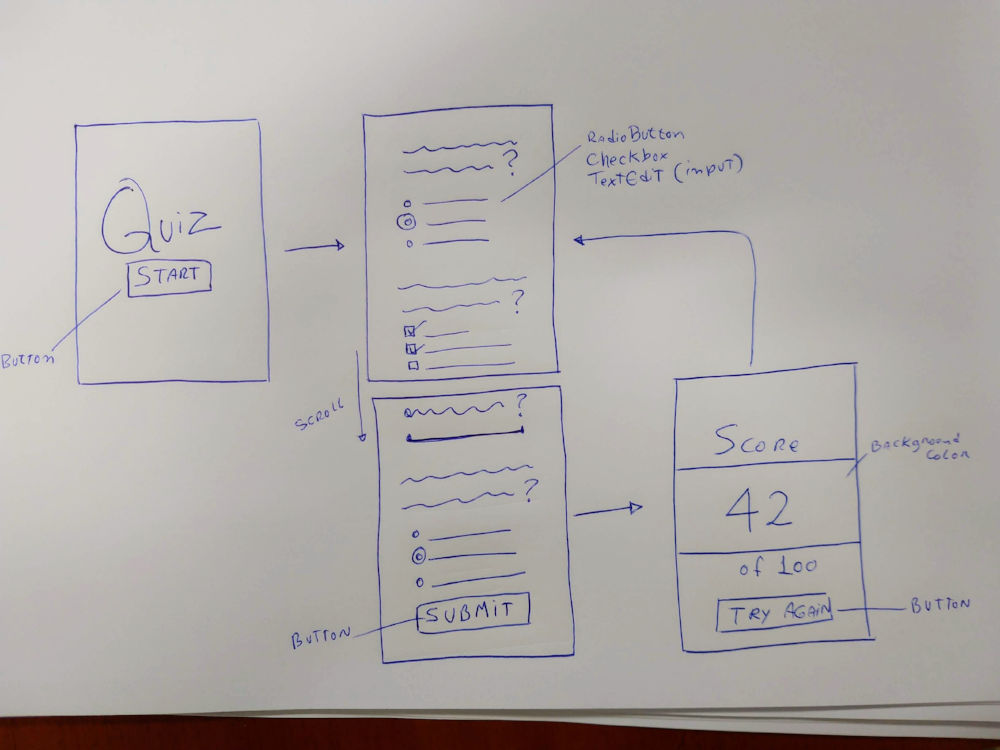 Quiz
START
Button
?
?
RadioButton
Checkbox
TextEdiT (inpuT)
SCROLL
?
?
SUBMiT
BuTTON
SCORE
42
of 100
TRY AGAiN
BACKground
Color
BuTTON